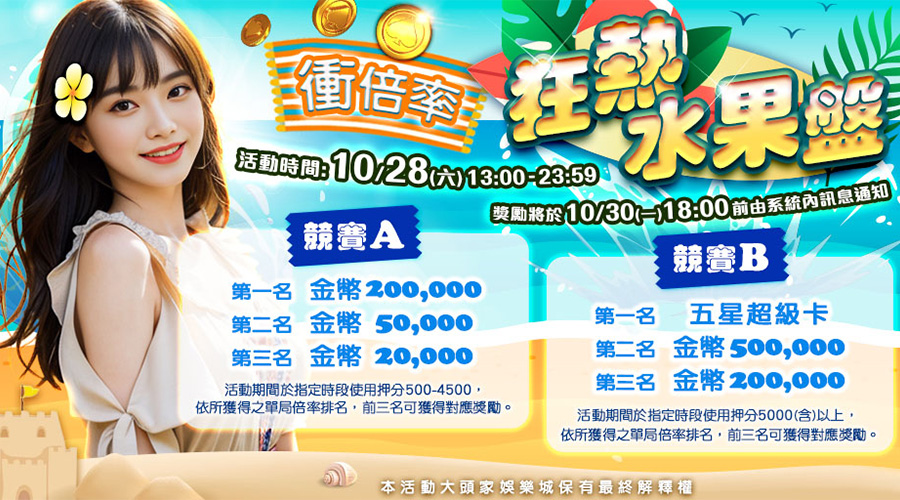 衝倍率
狂熱
水果盤
活動時間:10/28(六)13:00-23:59
獎勵將於10/30(一)18:00前由系統內訊息通知
競賽A
第一名 金幣 200,000
第二名 金幣 50,000
第三名 金幣 20,000
活動期間於指定時段使用押分500-4500，
依所獲得之單局倍率排名，前三名可獲得對應獎勵。
競賽B
第一名 五星超級卡
第二名 金幣 500,000
第三名 金幣 200,000
活動期間於指定時段使用押分5000(含)以上，
依所獲得之單局倍率排名，前三名可獲得對應獎勵。
本活動大頭家娛樂城保有最終解釋權